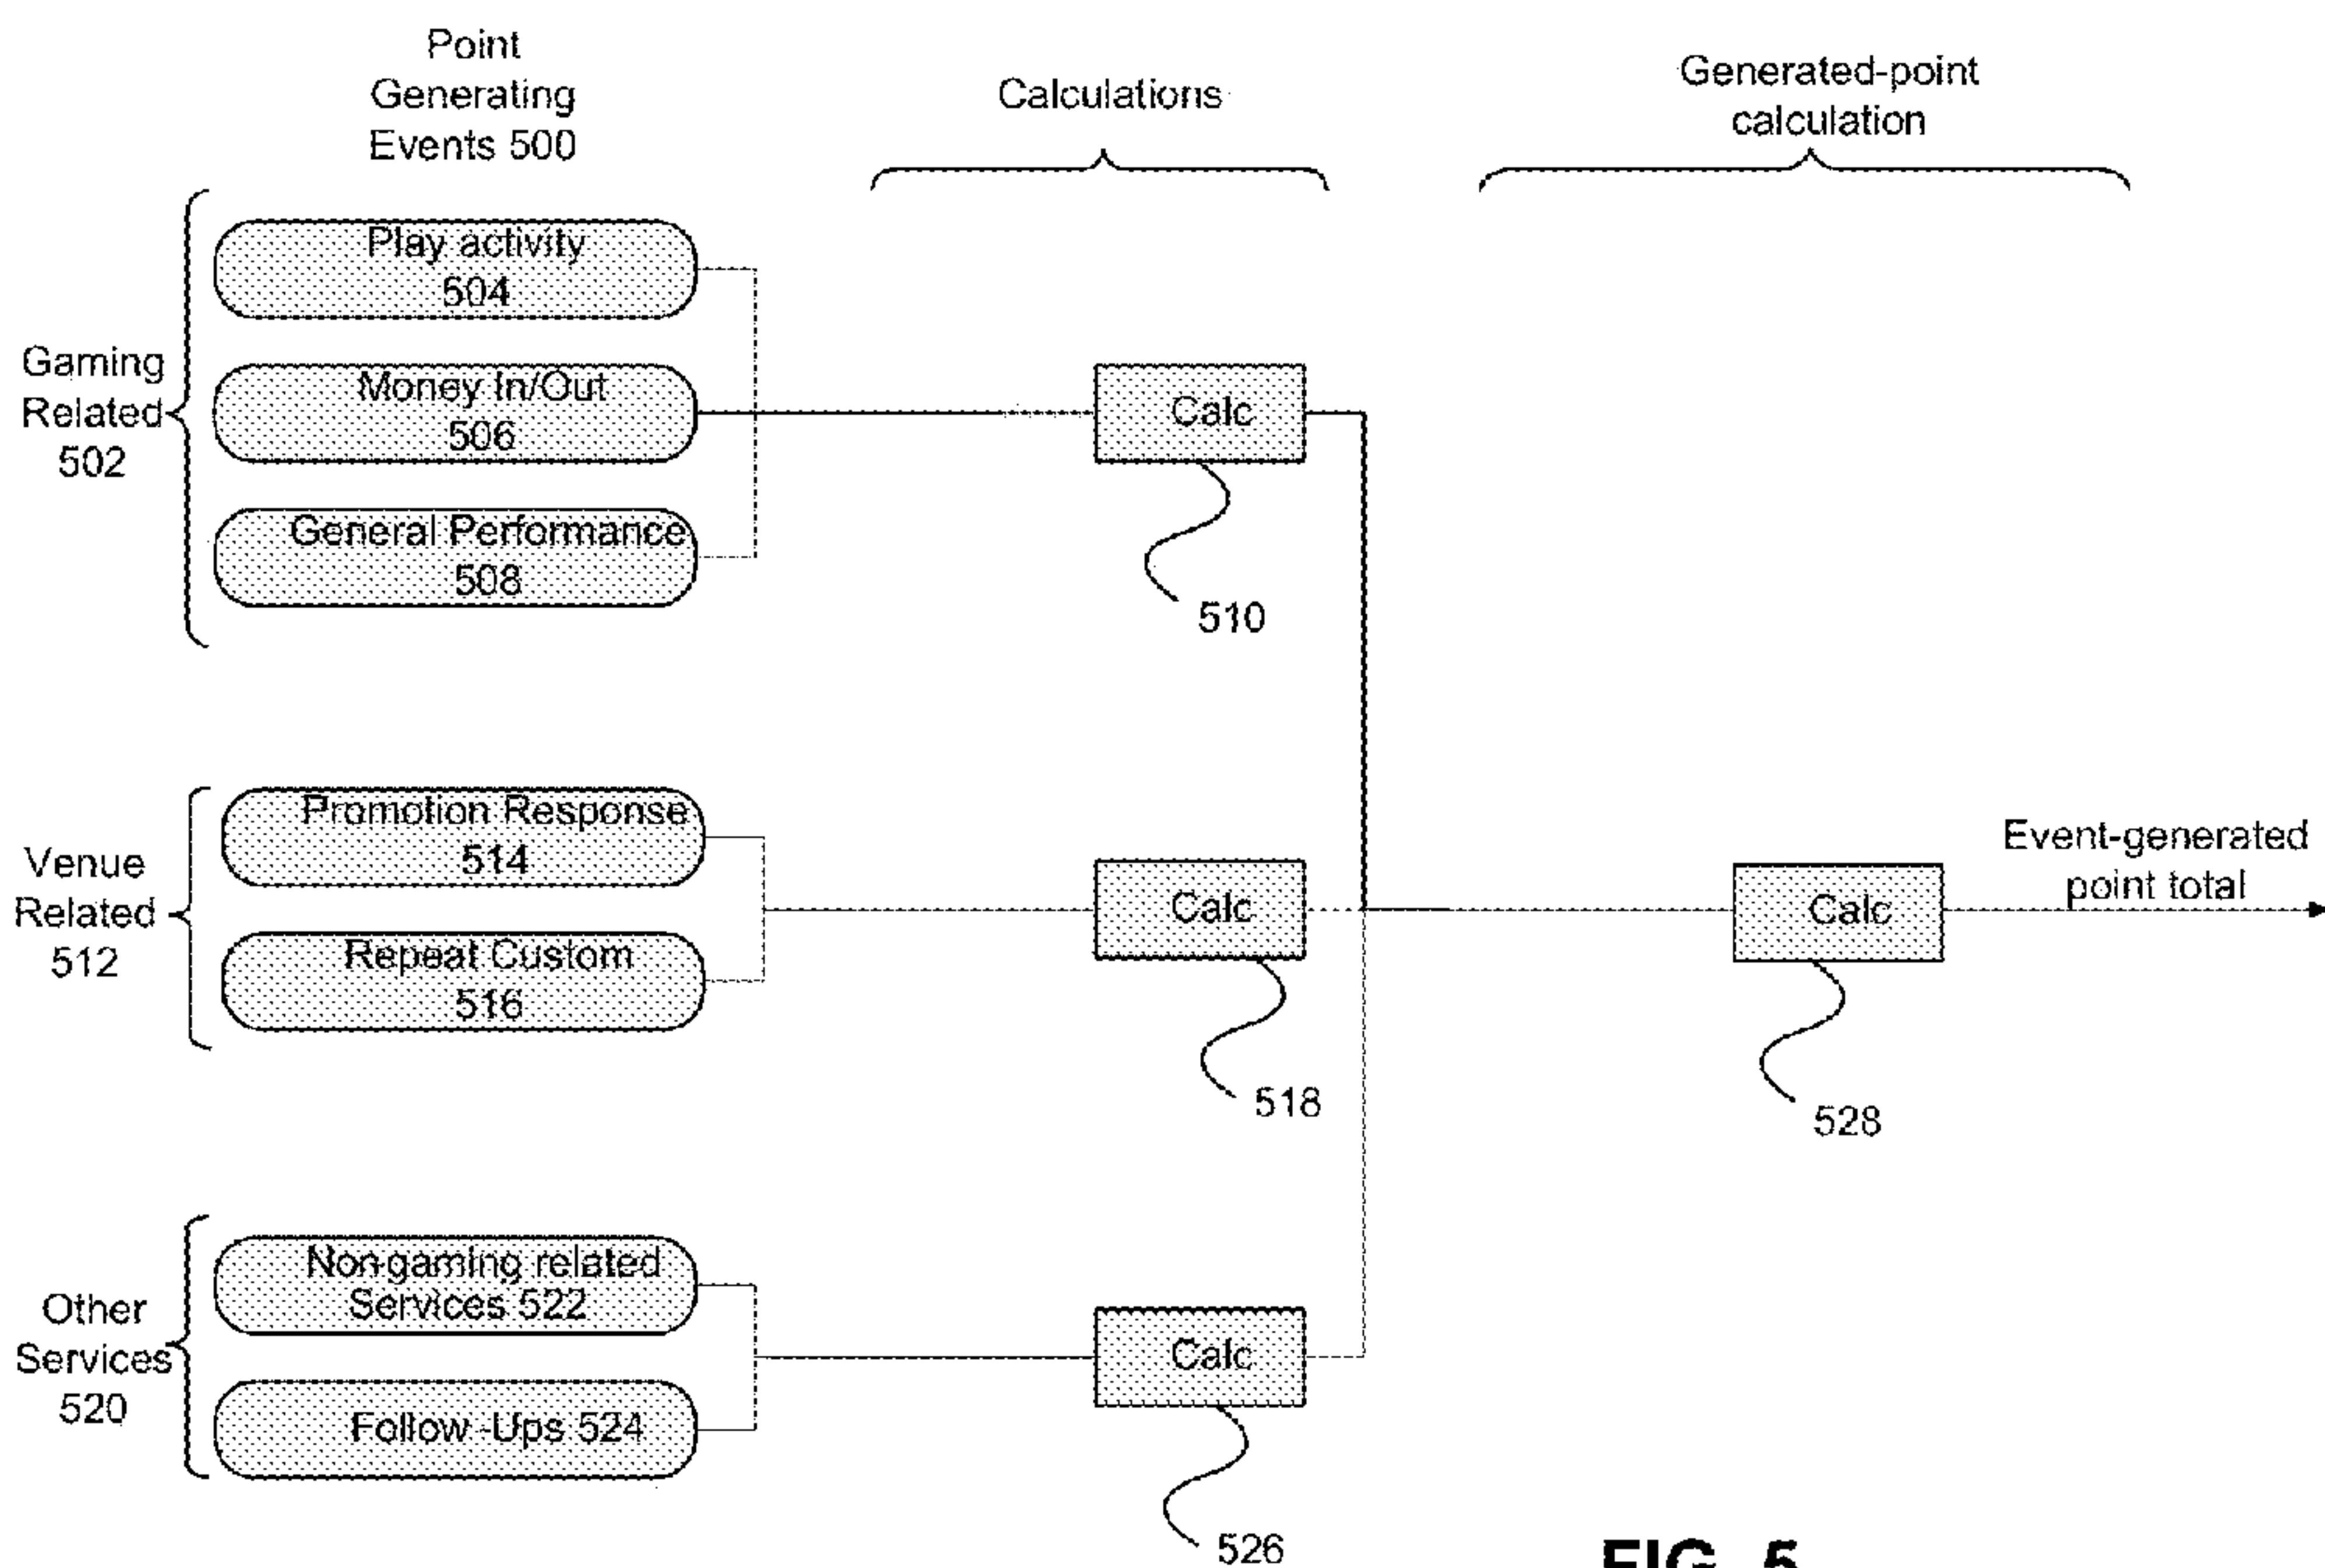 Point
Generating
Events 500
Calculations
Generated-point
calculation
Gaming
Related
502
Play activity
504
Money In/Out
506
General Performance
508
Calc
510
Venue
Related
512
Promotion Response
514
Repeat Custom
516
Calc
518
Calc
528
Event-generated
point total
Other
Services
520
Non-gaming related
Services 522
Follow -Ups 524
Calc
526
FIG. 5